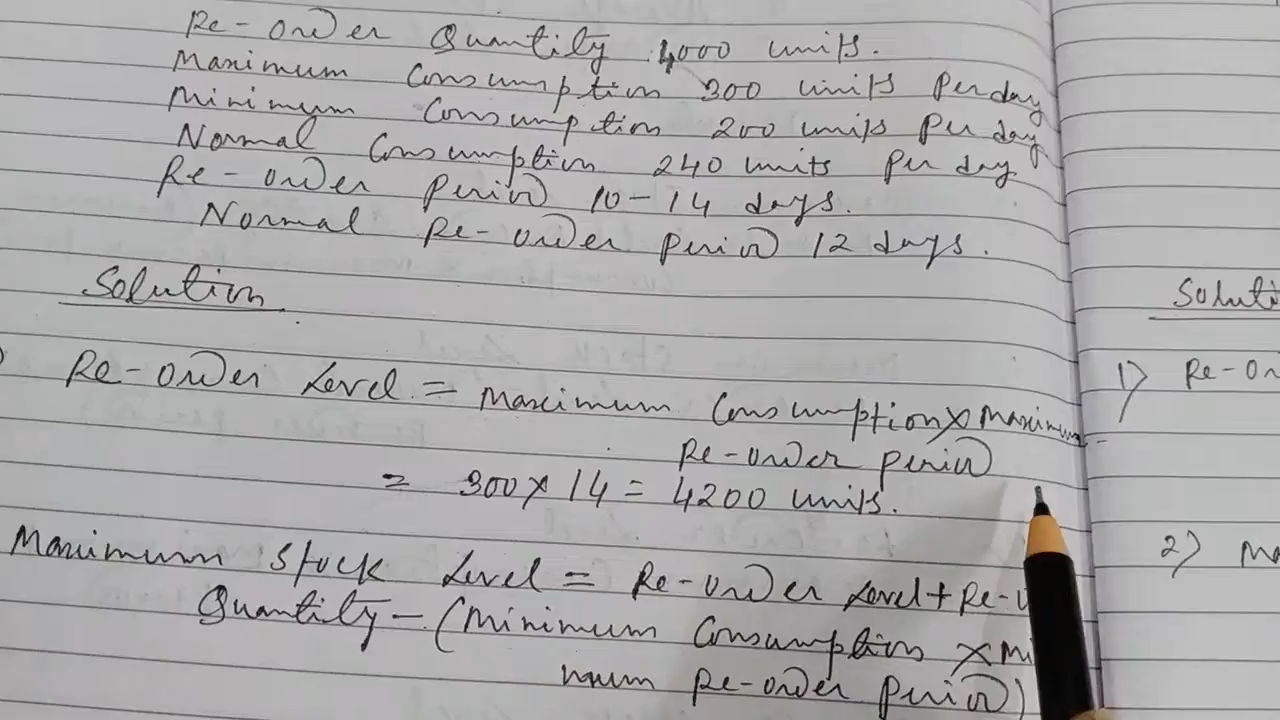 Re-order Quantity 4000 units.
Maximum Consumption 300 units Per day
Minimum Consumption 200 units Per day
Normal Consumption 240 units Per day
Re-order Period 10-14 days.
Normal Re-order period 12 days.
Solution
Re-order Level = Maximum Consumption × Maximum
Re-order period
= 300 × 14 = 4200 units.
Maximum Stock Level = Re-order Level + Re-
Quantity - (Minimum Consumption × Mi
mum Re-order Period)
Soluti
1) Re-Or
2) Ma